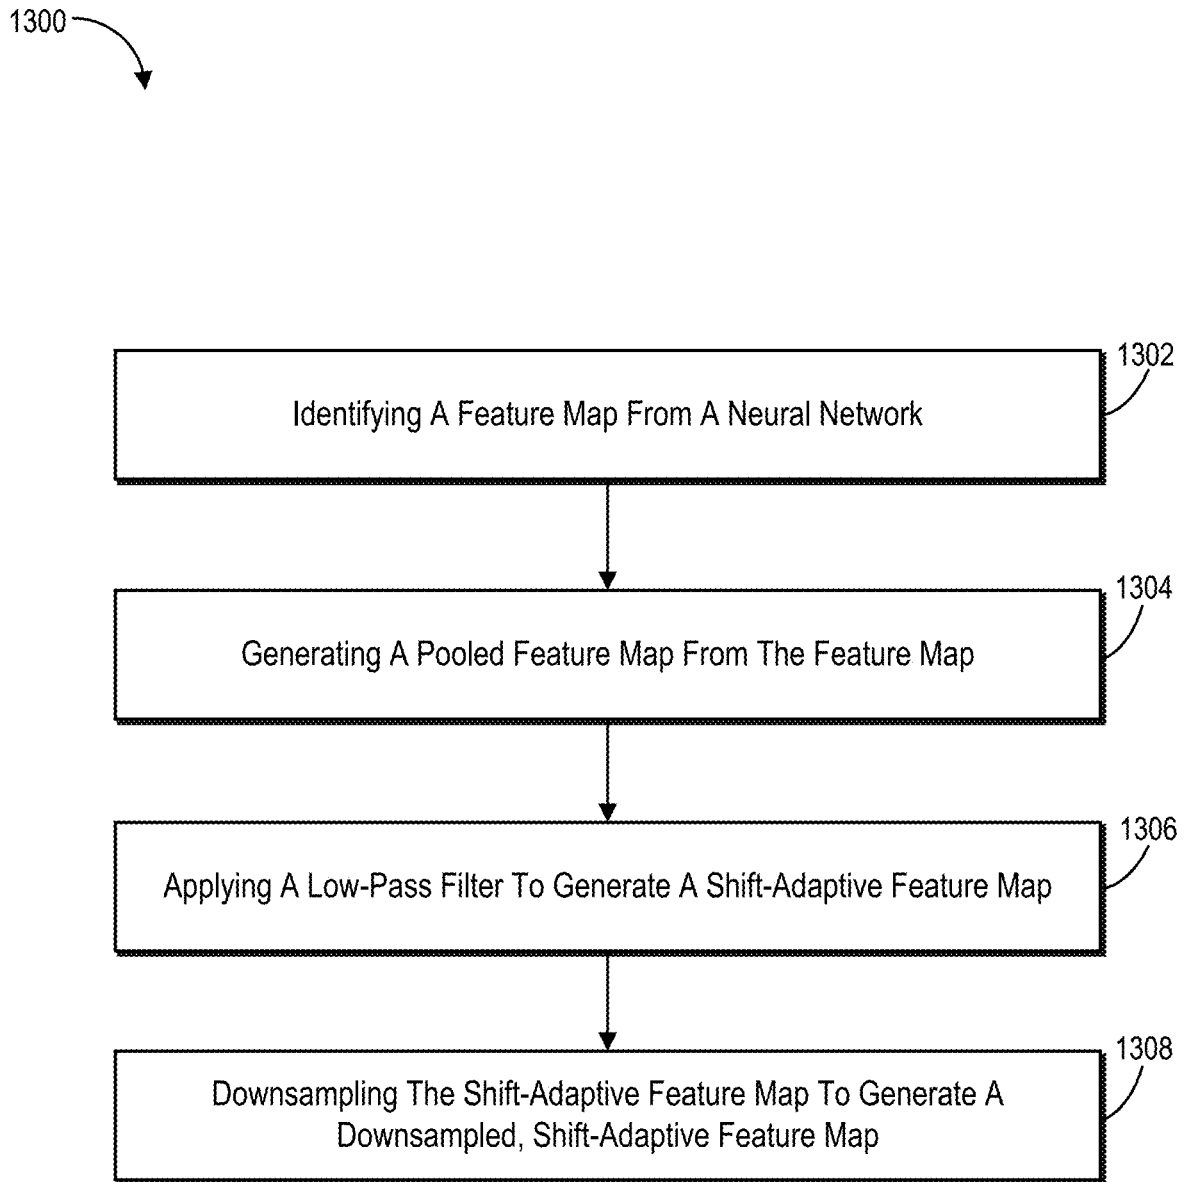 1300
1302
Identifying A Feature Map From A Neural Network
1304
Generating A Pooled Feature Map From The Feature Map
1306
Applying A Low-Pass Filter To Generate A Shift-Adaptive Feature Map
1308
Downsampling The Shift-Adaptive Feature Map To Generate A
Downsampled, Shift-Adaptive Feature Map